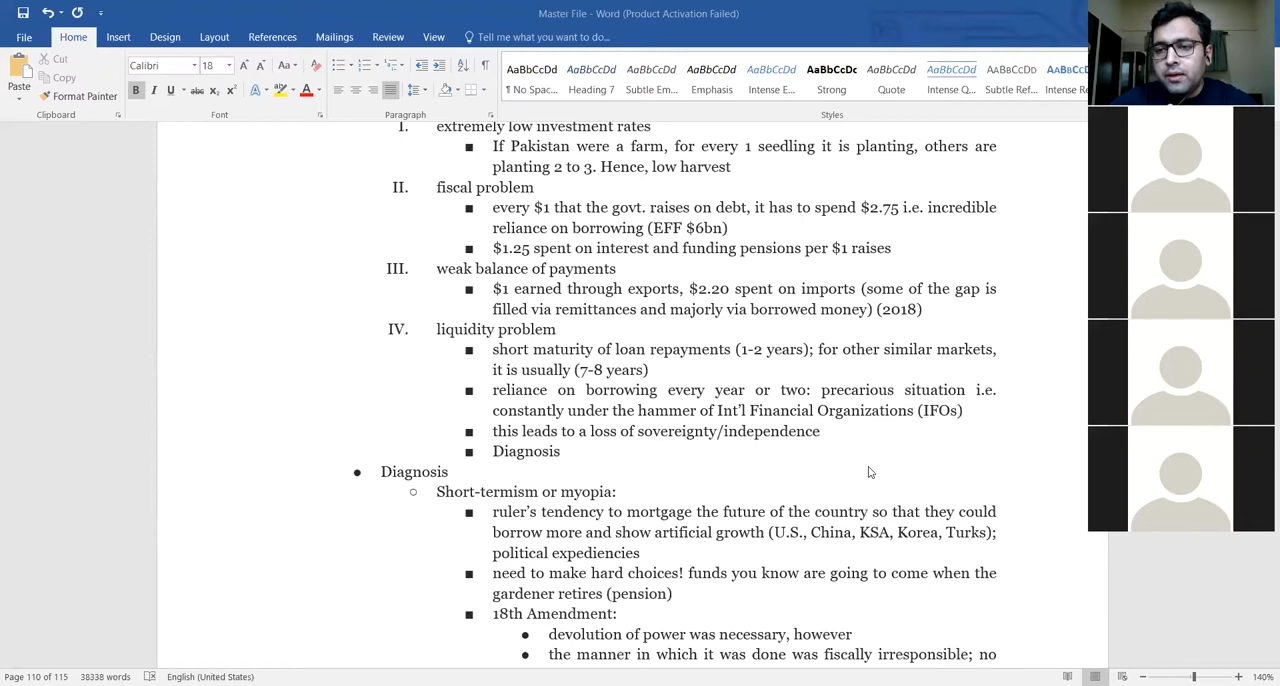 Master File - Word (Product Activation Failed)
File Home Insert Design Layout References Mailings Review View Tell me what you want to do...
Paste
Cut
Copy
Format Painter
Clipboard
Calibri 18
Aa
B I U abc X₂ X²
A
Font
Paragraph
AaBbCcDd AaBbCcDd AaBbCcDd AaBbCcDd AaBbCcDd AaBbCcDc AaBbCcDd AaBbCcDd AABBCCDD AABBCCDD
¶ No Spac... Heading 7 Subtle Em... Emphasis Intense E... Strong Quote Intense Q... Subtle Ref... Intense Re
Styles
I. extremely low investment rates
■ If Pakistan were a farm, for every 1 seedling it is planting, others are
planting 2 to 3. Hence, low harvest
II. fiscal problem
■ every $1 that the govt. raises on debt, it has to spend $2.75 i.e. incredible
reliance on borrowing (EFF $6bn)
■ $1.25 spent on interest and funding pensions per $1 raises
III. weak balance of payments
■ $1 earned through exports, $2.20 spent on imports (some of the gap is
filled via remittances and majorly via borrowed money) (2018)
IV. liquidity problem
■ short maturity of loan repayments (1-2 years); for other similar markets,
it is usually (7-8 years)
■ reliance on borrowing every year or two: precarious situation i.e.
constantly under the hammer of Int'l Financial Organizations (IFOs)
■ this leads to a loss of sovereignty/independence
■ Diagnosis
● Diagnosis
○ Short-termism or myopia:
■ ruler's tendency to mortgage the future of the country so that they could
borrow more and show artificial growth (U.S., China, KSA, Korea, Turks);
political expediencies
■ need to make hard choices! funds you know are going to come when the
gardener retires (pension)
■ 18th Amendment:
● devolution of power was necessary, however
● the manner in which it was done was fiscally irresponsible; no
Page 110 of 115 38338 words English (United States) 140%